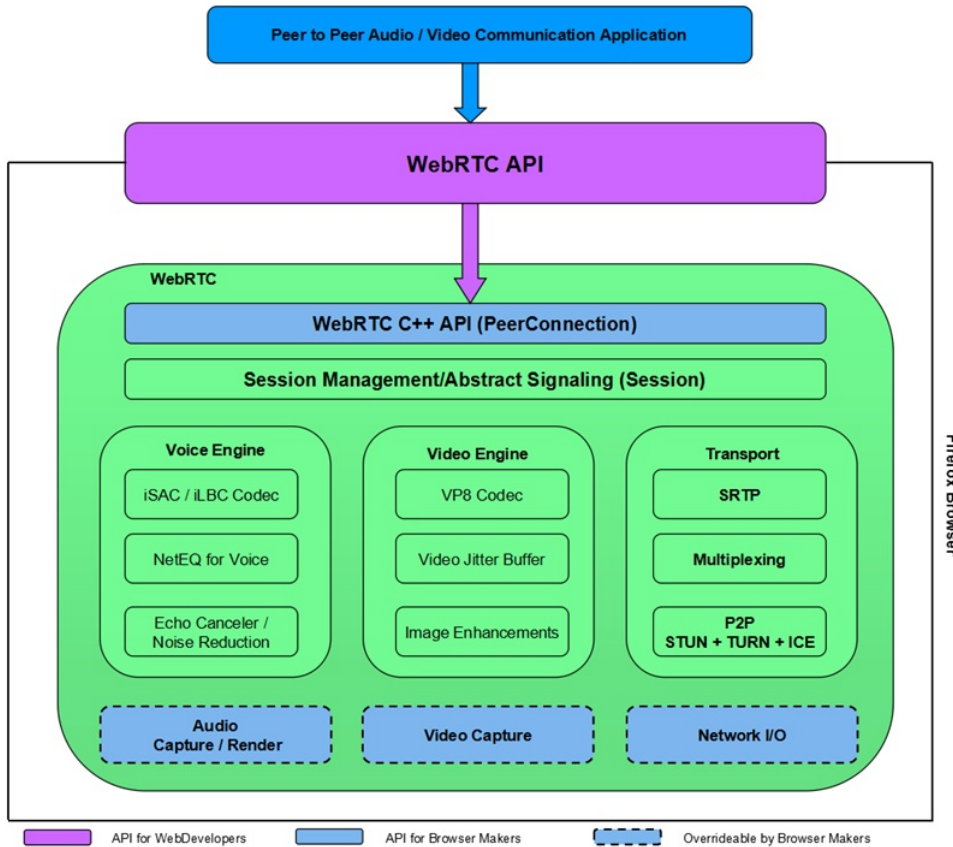 Peer to Peer Audio / Video Communication Application
WebRTC API
WebRTC
WebRTC C++ API (PeerConnection)
Session Management/Abstract Signaling (Session)
Voice Engine
iSAC / iLBC Codec
NetEQ for Voice
Echo Canceler /
Noise Reduction
Video Engine
VP8 Codec
Video Jitter Buffer
Image Enhancements
Transport
SRTP
Multiplexing
P2P
STUN + TURN + ICE
Audio
Capture / Render
Video Capture
Network I/O
Firefox Browser
API for WebDevelopers
API for Browser Makers
Overrideable by Browser Makers